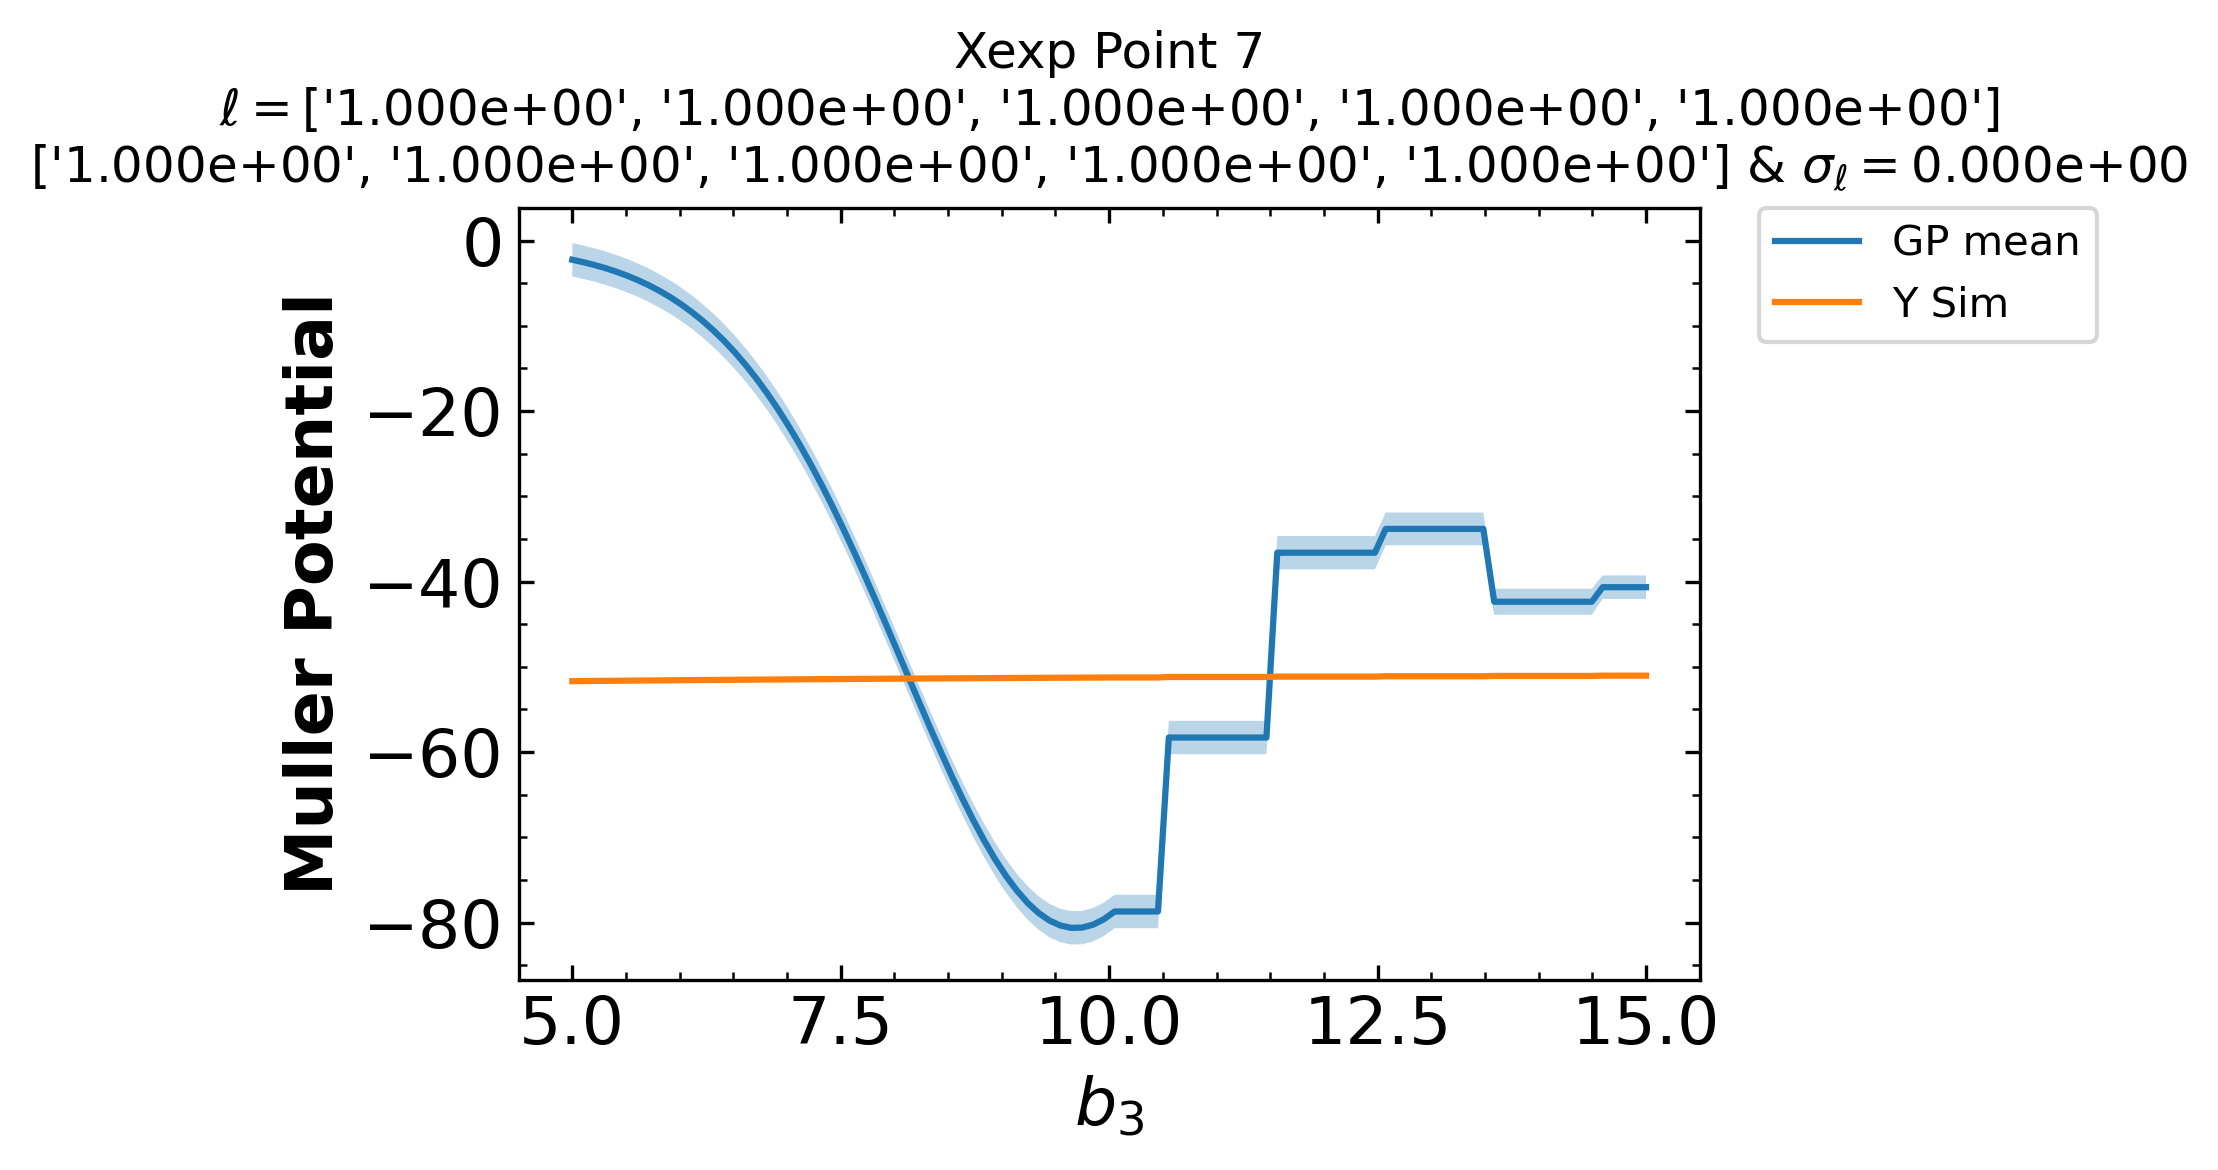 Xexp Point 7
ℓ = ['1.000e+00', '1.000e+00', '1.000e+00', '1.000e+00', '1.000e+00']
['1.000e+00', '1.000e+00', '1.000e+00', '1.000e+00', '1.000e+00'] & σℓ = 0.000e+00
GP mean
Y Sim
Muller Potential
0
−20
−40
−60
−80
5.0 7.5 10.0 12.5 15.0
b₃